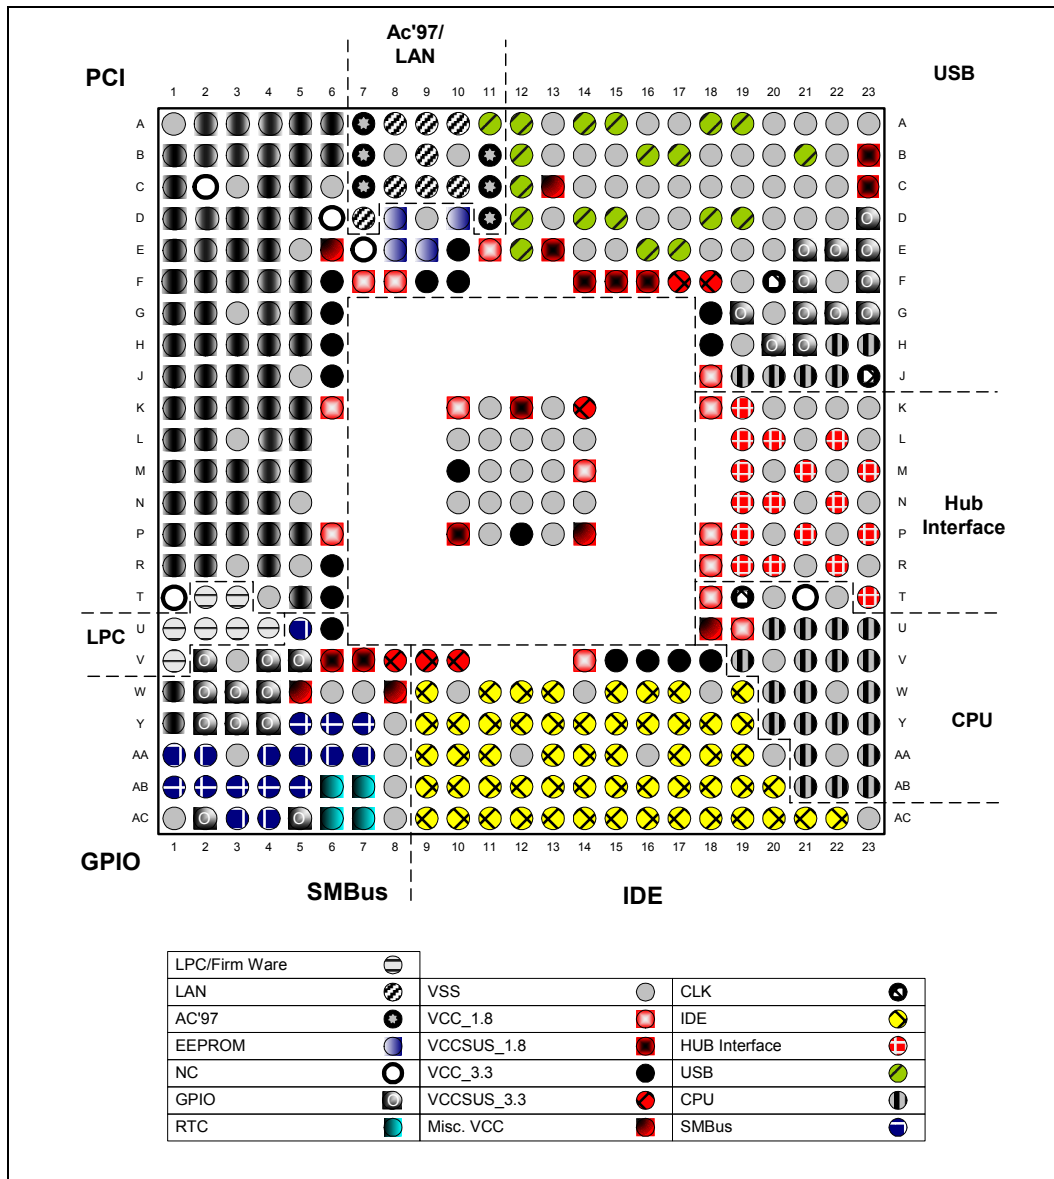 Ac'97/
LAN
PCI
USB
1 2 3 4 5 6 7 8 9 10 11 12 13 14 15 16 17 18 19 20 21 22 23
A A
B B
C C
D O D
E O O O E
F O O F
G O O O O G
H O O H
J J
K K
L L
M M
N N
Hub
Interface
P P
R R
T T
LPC
U U
V O O O V
W O O O W
Y O O O Y
CPU
AA AA
AB AB
AC O O AC
1 2 3 4 5 6 7 8 9 10 11 12 13 14 15 16 17 18 19 20 21 22 23
GPIO
SMBus
IDE
LPC/Firm Ware
LAN VSS CLK
AC'97 VCC_1.8 IDE
EEPROM VCCSUS_1.8 HUB Interface
NC VCC_3.3 USB
GPIO O VCCSUS_3.3 CPU
RTC Misc. VCC SMBus